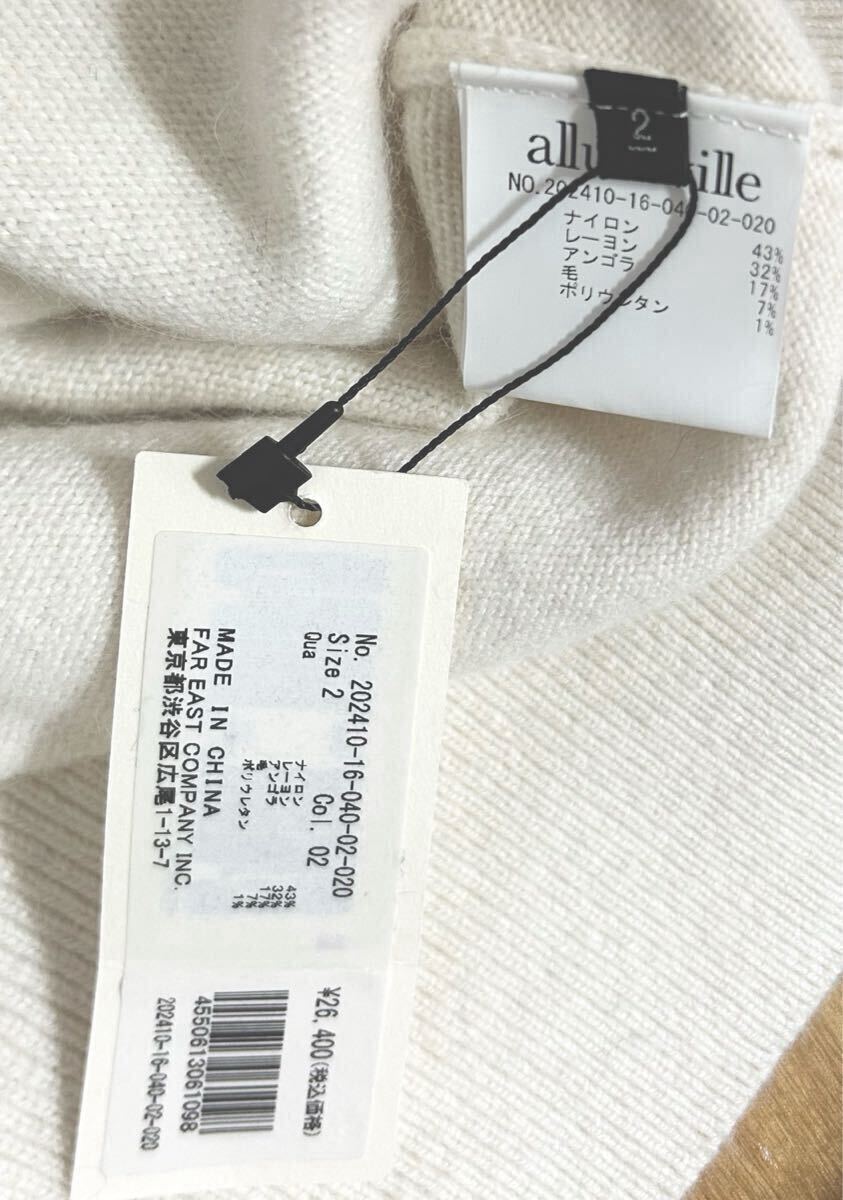 2
allu ille
NO.202410-16-040-02-020
ナイロン 43%
レーヨン 32%
アンゴラ 17%
毛 7%
ポリウレタン 1%
No. 202410-16-040-02-020
Size 2 Col. 02
Qua
ナイロン 43%
レーヨン 32%
アンゴラ 17%
毛 7%
ポリウレタン 1%
MADE IN CHINA
FAR EAST COMPANY INC.
東京都渋谷区広尾1-13-7
¥26,400(税込価格)
4550613061098
202410-16-040-02-020